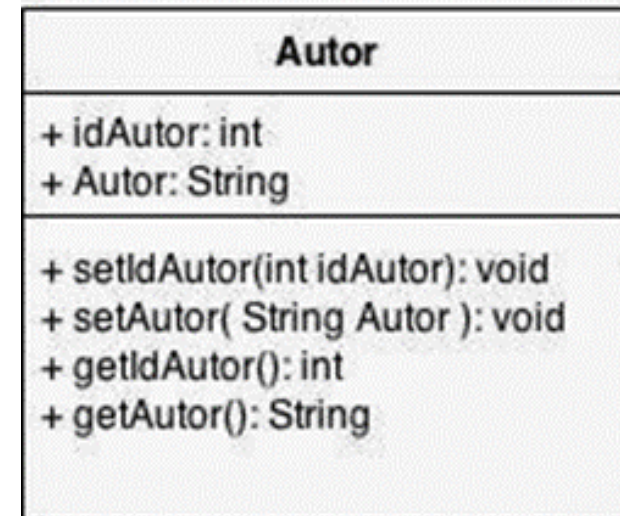 Autor
+ idAutor: int
+ Autor: String
+ setIdAutor(int idAutor): void
+ setAutor( String Autor ): void
+ getIdAutor(): int
+ getAutor(): String